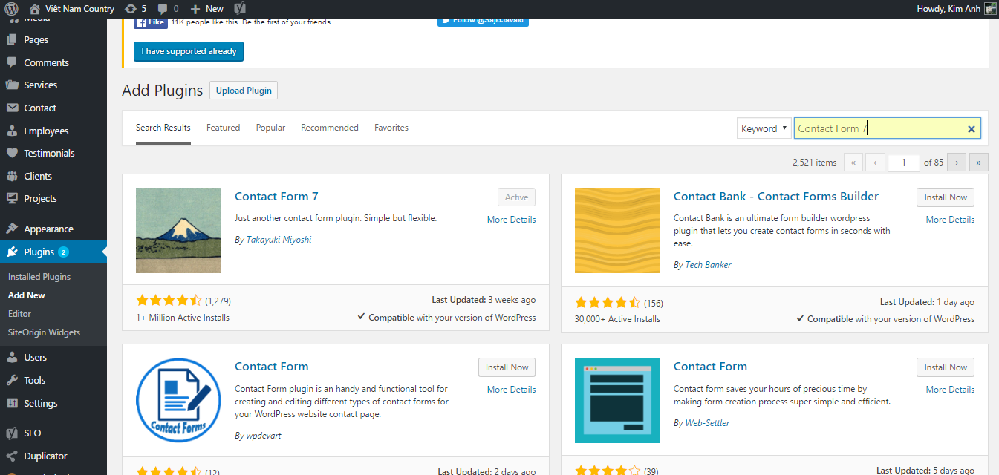 Việt Nam Country
5
0
New
Howdy, Kim Anh
Media
Pages
Comments
Services
Contact
Employees
Testimonials
Clients
Projects
Appearance
Plugins 2
Installed Plugins
Add New
Editor
SiteOrigin Widgets
Users
Tools
Settings
SEO
Duplicator
Like 11K people like this. Be the first of your friends.
Follow @SajidJavaid
I have supported already
Add Plugins Upload Plugin
Search Results Featured Popular Recommended Favorites
Keyword Contact Form 7
2,521 items « ‹ 1 of 85 › »
Contact Form 7
Active
Just another contact form plugin. Simple but flexible.
More Details
By Takayuki Miyoshi
(1,279)
Last Updated: 3 weeks ago
1+ Million Active Installs
Compatible with your version of WordPress
Contact Bank - Contact Forms Builder
Install Now
Contact Bank is an ultimate form builder wordpress
plugin that lets you create contact forms in seconds with
ease.
More Details
By Tech Banker
(156)
Last Updated: 1 day ago
30,000+ Active Installs
Compatible with your version of WordPress
Contact Forms
Contact Form
Install Now
Contact Form plugin is an handy and functional tool for
creating and editing different types of contact forms for
your WordPress website contact page.
More Details
By wpdevart
(12)
Last Updated: 2 days ago
Contact Form
Install Now
Contact form saves your hours of precious time by
making form creation process super simple and efficient.
More Details
By Web-Settler
(39)
Last Updated: 5 days ago